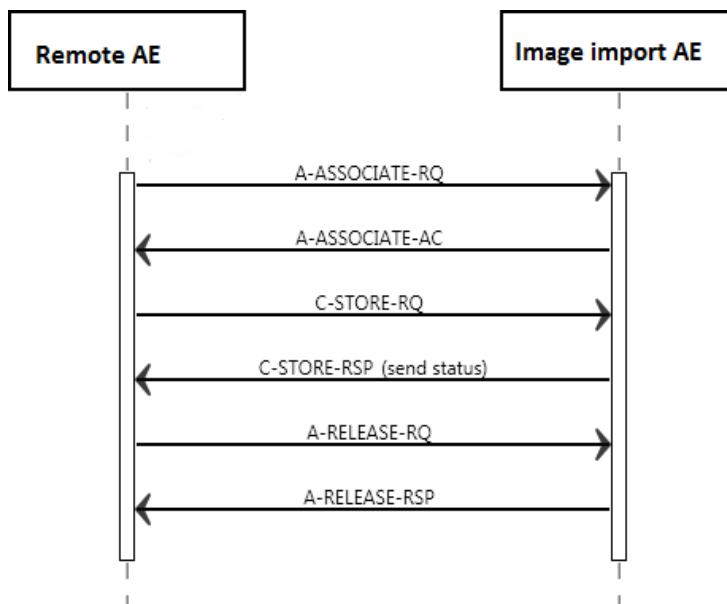 Remote AE
Image import AE
A-ASSOCIATE-RQ
A-ASSOCIATE-AC
C-STORE-RQ
C-STORE-RSP (send status)
A-RELEASE-RQ
A-RELEASE-RSP